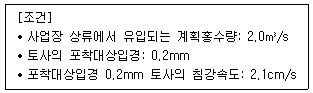 [조건]
• 사업장 상류에서 유입되는 계획홍수량: 2.0㎥/s
• 토사의 포착대상입경: 0.2mm
• 포착대상입경 0.2mm 토사의 침강속도: 2.1cm/s